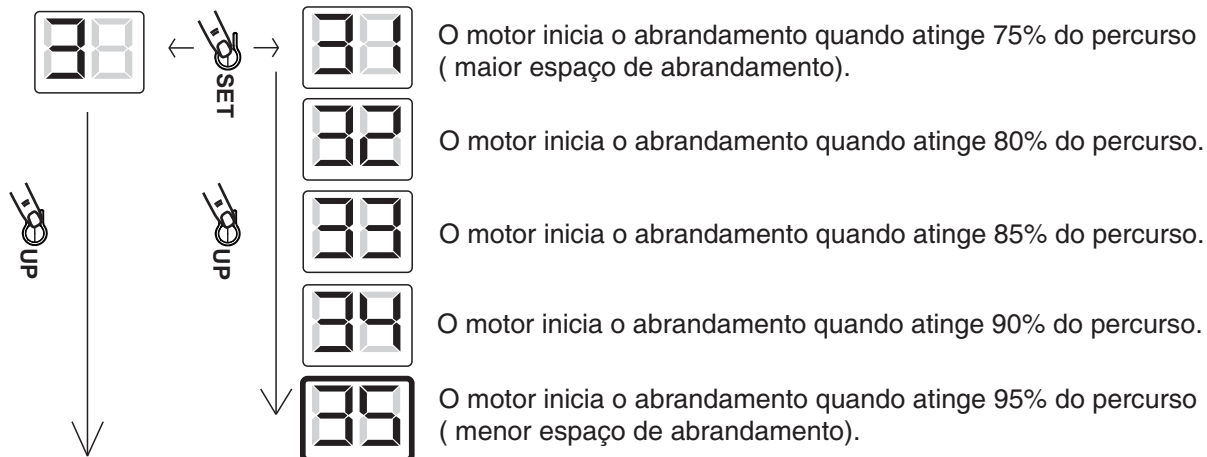 3
SET
UP
UP
31
O motor inicia o abrandamento quando atinge 75% do percurso
( maior espaço de abrandamento).
32
O motor inicia o abrandamento quando atinge 80% do percurso.
33
O motor inicia o abrandamento quando atinge 85% do percurso.
34
O motor inicia o abrandamento quando atinge 90% do percurso.
35
O motor inicia o abrandamento quando atinge 95% do percurso
( menor espaço de abrandamento).